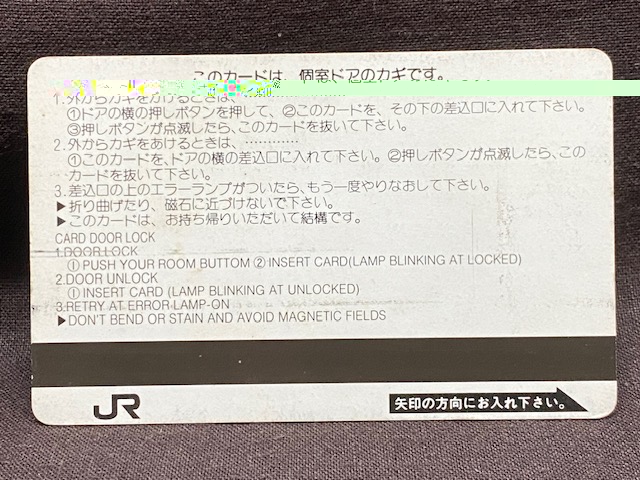 このカードは、個室ドアのカギです。
1.外からカギをかけるときは、
①ドアの横の押しボタンを押して、②このカードを、その下の差込口に入れて下さい。
③押しボタンが点滅したら、このカードを抜いて下さい。
2.外からカギをあけるときは、…………
①このカードを、ドアの横の差込口に入れて下さい。②押しボタンが点滅したら、この
カードを抜いて下さい。
3.差込口の上のエラーランプがついたら、もう一度やりなおして下さい。
▶折り曲げたり、磁石に近づけないで下さい。
▶このカードは、お持ち帰りいただいて結構です。
CARD DOOR LOCK
1.DOOR LOCK
① PUSH YOUR ROOM BUTTOM ② INSERT CARD(LAMP BLINKING AT LOCKED)
2.DOOR UNLOCK
① INSERT CARD (LAMP BLINKING AT UNLOCKED)
3.RETRY AT ERROR-LAMP-ON
▶DON'T BEND OR STAIN AND AVOID MAGNETIC FIELDS
JR
矢印の方向にお入れ下さい。